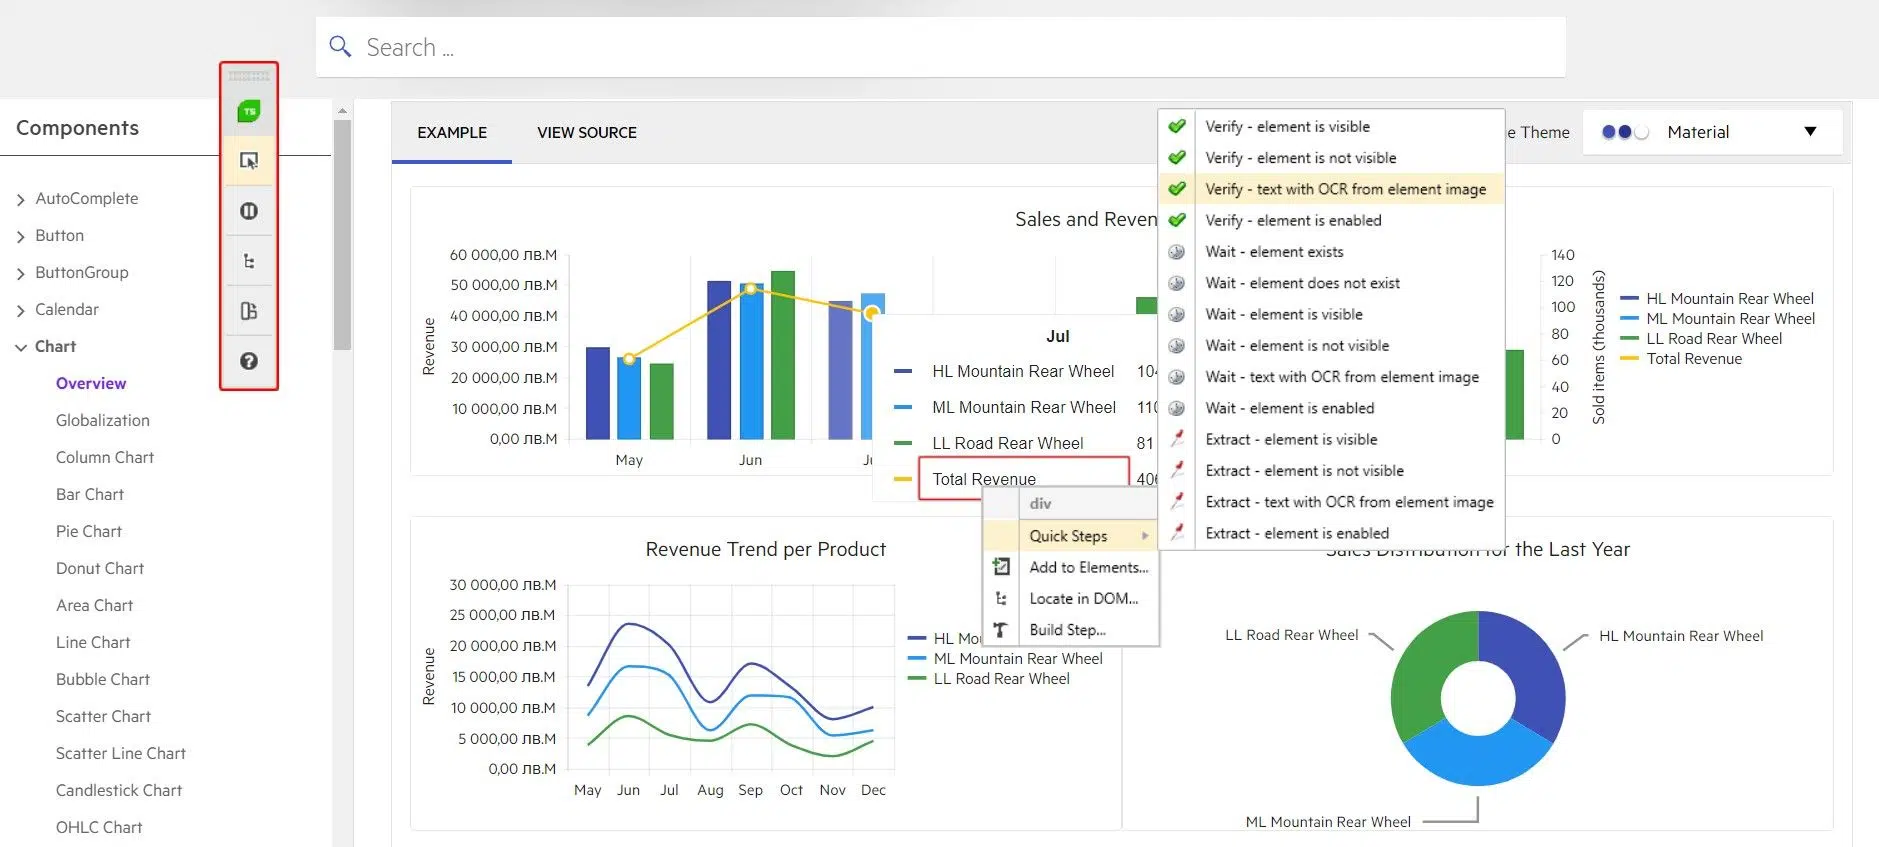 Search ...
TS
Components
AutoComplete
Button
ButtonGroup
Calendar
Chart
Overview
Globalization
Column Chart
Bar Chart
Pie Chart
Donut Chart
Area Chart
Line Chart
Bubble Chart
Scatter Chart
Scatter Line Chart
Candlestick Chart
OHLC Chart
EXAMPLE
VIEW SOURCE
Theme
Material
Sales and
60 000,00 лв.М
50 000,00 лв.М
40 000,00 лв.М
30 000,00 лв.М
20 000,00 лв.М
10 000,00 лв.М
0,00 лв.М
Revenue
May
Jun
140
120
100
80
60
40
20
0
Sold items (thousands)
HL Mountain Rear Wheel
ML Mountain Rear Wheel
LL Road Rear Wheel
Total Revenue
Jul
HL Mountain Rear Wheel
ML Mountain Rear Wheel
LL Road Rear Wheel 81
Total Revenue
div
Quick Steps
Add to Elements...
Locate in DOM...
Build Step...
Verify - element is visible
Verify - element is not visible
Verify - text with OCR from element image
Verify - element is enabled
Wait - element exists
Wait - element does not exist
Wait - element is visible
Wait - element is not visible
Wait - text with OCR from element image
Wait - element is enabled
Extract - element is visible
Extract - element is not visible
Extract - text with OCR from element image
Extract - element is enabled
Revenue Trend per Product
30 000,00 лв.М
25 000,00 лв.М
20 000,00 лв.М
15 000,00 лв.М
10 000,00 лв.М
5 000,00 лв.М
0,00 лв.М
Revenue
May Jun Jul Aug Sep Oct Nov Dec
HL
ML Mountain Rear Wheel
LL Road Rear Wheel
Sales Distribution for the Last Year
LL Road Rear Wheel
HL Mountain Rear Wheel
ML Mountain Rear Wheel